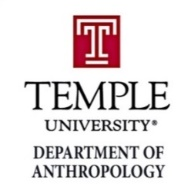 T
TEMPLE
UNIVERSITY®
DEPARTMENT OF
ANTHROPOLOGY